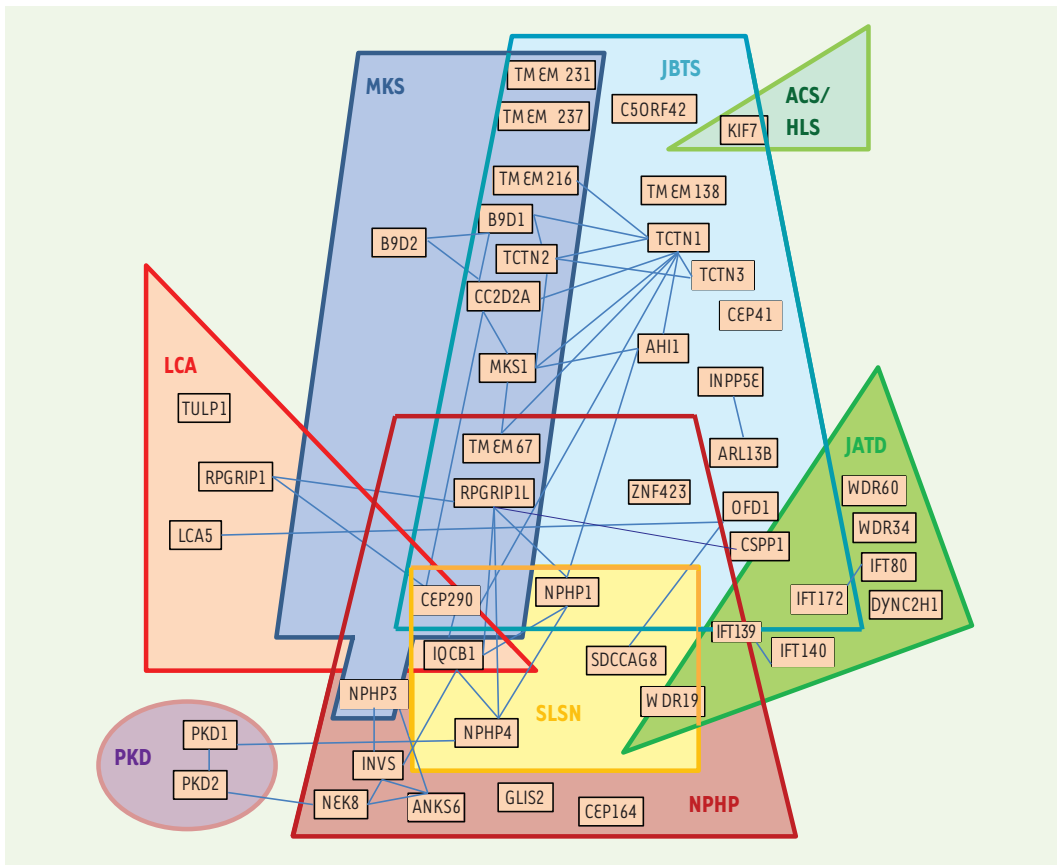 TMEM 231
MKS
JBTS
TMEM 237
C5ORF42
ACS/
HLS
KIF7
TMEM216
TMEM138
B9D1
B9D2
TCTN1
TCTN2
TCTN3
CC2D2A
CEP41
AHI1
MKS1
LCA
INPP5E
TULP1
TMEM67
ARL13B
JATD
RPGRIP1
RPGRIP1L
ZNF423
WDR60
OFD1
LCA5
WDR34
CSPP1
IFT80
CEP290
NPHP1
IFT172
DYNC2H1
IFT139
IQCB1
SDCCAG8
IFT140
NPHP3
WDR19
SLSN
PKD1
NPHP4
PKD
INVS
PKD2
NEK8
ANKS6
GLIS2
CEP164
NPHP